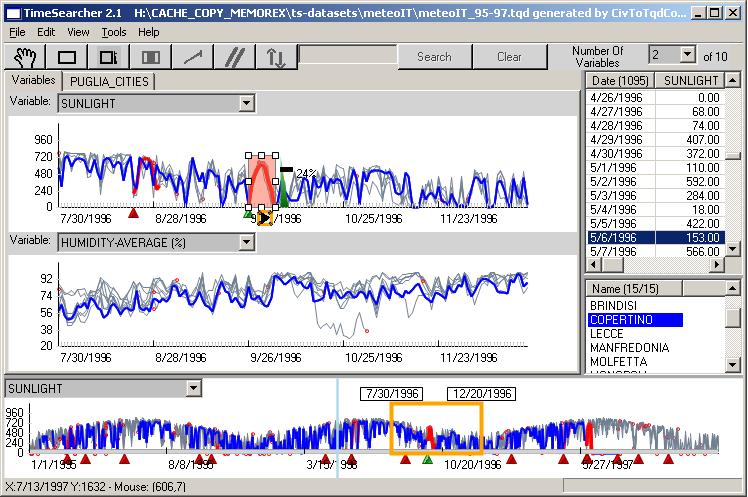 TimeSearcher 2.1 H:\CACHE_COPY_MEMOREX\ts-datasets\meteoIT\meteoIT_95-97.tqd generated by CivToTqdCo...
File Edit View Tools Help
Search Help Number Of Variables 2 of 10
Variables PUGLIA_CITIES
Variable: SUNLIGHT
960
720
480
240
0
24%
7/30/1996 8/28/1996 10/25/1996 11/23/1996
Variable: HUMIDITY-AVERAGE (%)
92
74
56
38
20
7/30/1996 8/28/1996 9/26/1996 10/25/1996 11/23/1996
Date (1095) SUNLIGHT
4/26/1996 0.00
4/27/1996 68.00
4/28/1996 74.00
4/29/1996 407.00
4/30/1996 372.00
5/1/1996 110.00
5/2/1996 592.00
5/3/1996 284.00
5/4/1996 18.00
5/5/1996 422.00
5/6/1996 153.00
5/7/1996 566.00
Name (15/15)
BRINDISI
COPERTINO
LECCE
MANFREDONIA
MOLFETTA
SUNLIGHT
7/30/1996 12/20/1996
960
720
480
240
0
1/1/1995 8/8/1995 3/15/1996 10/20/1996 5/27/1997
X:7/13/1997 Y:1632 - Mouse: (606,7)